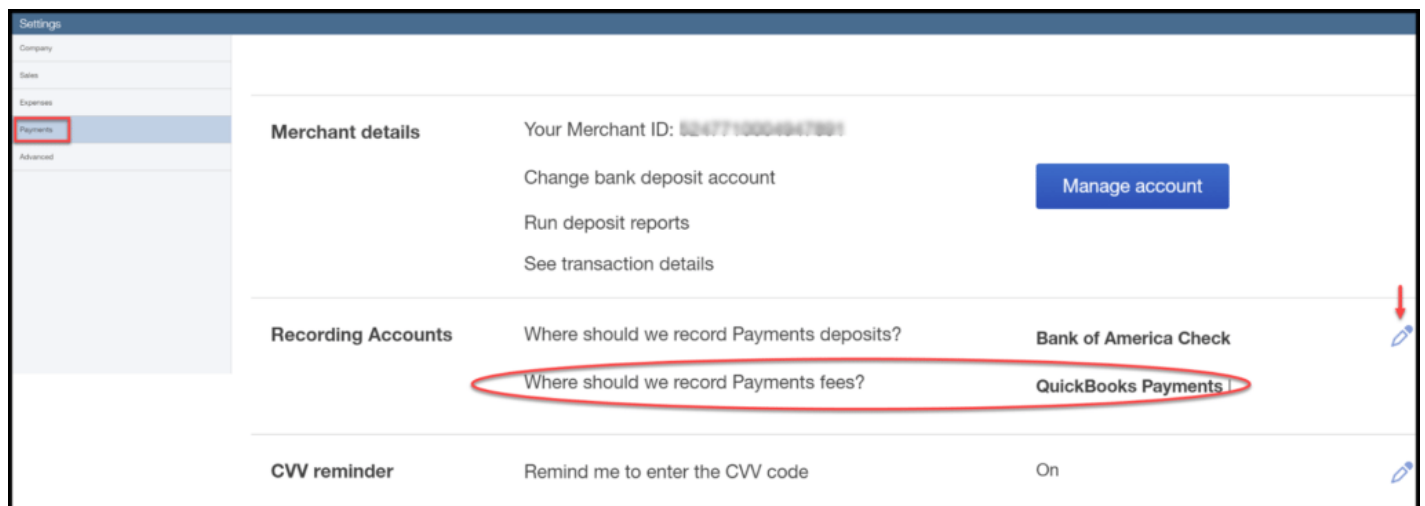 Settings
Company
Sales
Expenses
Payments
Advanced
Merchant details
Your Merchant ID:
Change bank deposit account
Manage account
Run deposit reports
See transaction details
Recording Accounts
Where should we record Payments deposits?
Bank of America Check
Where should we record Payments fees?
QuickBooks Payments
CVV reminder
Remind me to enter the CVV code
On